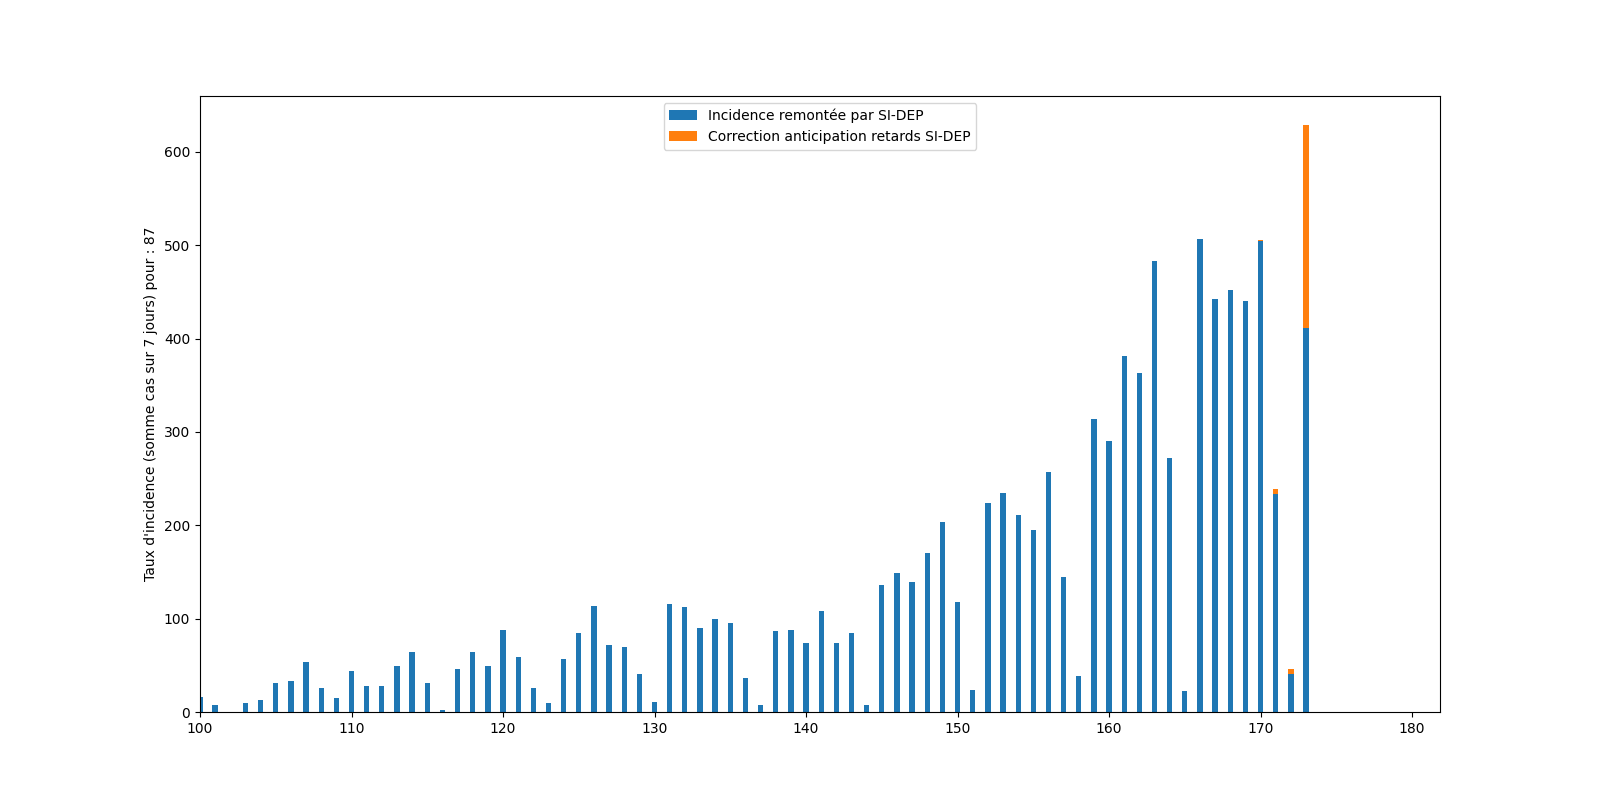 Incidence remontée par SI-DEP
Correction anticipation retards SI-DEP
Taux d'incidence (somme cas sur 7 jours) pour : 87
600
500
400
300
200
100
0
100 110 120 130 140 150 160 170 180